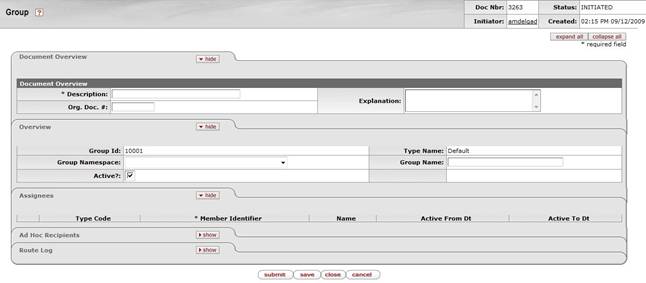 Group ? Doc Nbr: 3263 Status: INITIATED
Initiator: amdelgad Created: 02:15 PM 09/12/2009
expand all collapse all
* required field
Document Overview hide
Document Overview
* Description: Explanation:
Org. Doc. #:
Overview hide
Group Id: 10001 Type Name: Default
Group Namespace: Group Name:
Active?:
Assignees hide
Type Code * Member Identifier Name Active From Dt Active To Dt
Ad Hoc Recipients show
Route Log show
submit save close cancel